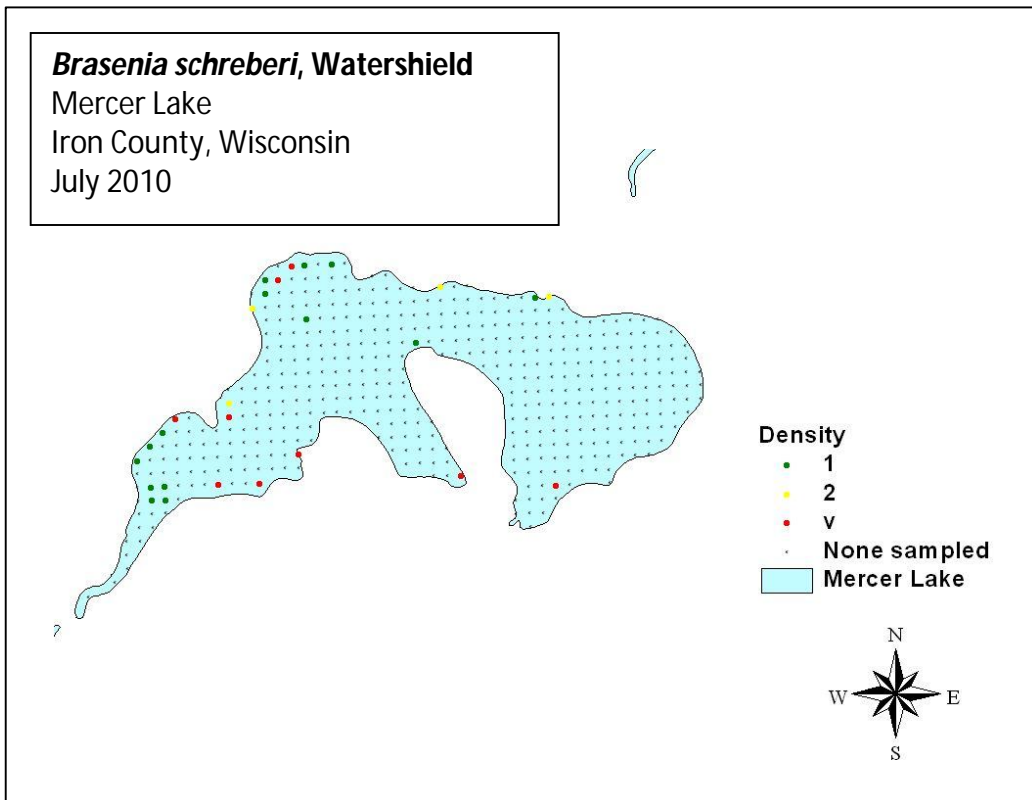 Brasenia schreberi, Watershield
Mercer Lake
Iron County, Wisconsin
July 2010
Density
1
2
v
None sampled
Mercer Lake
N
W E
S